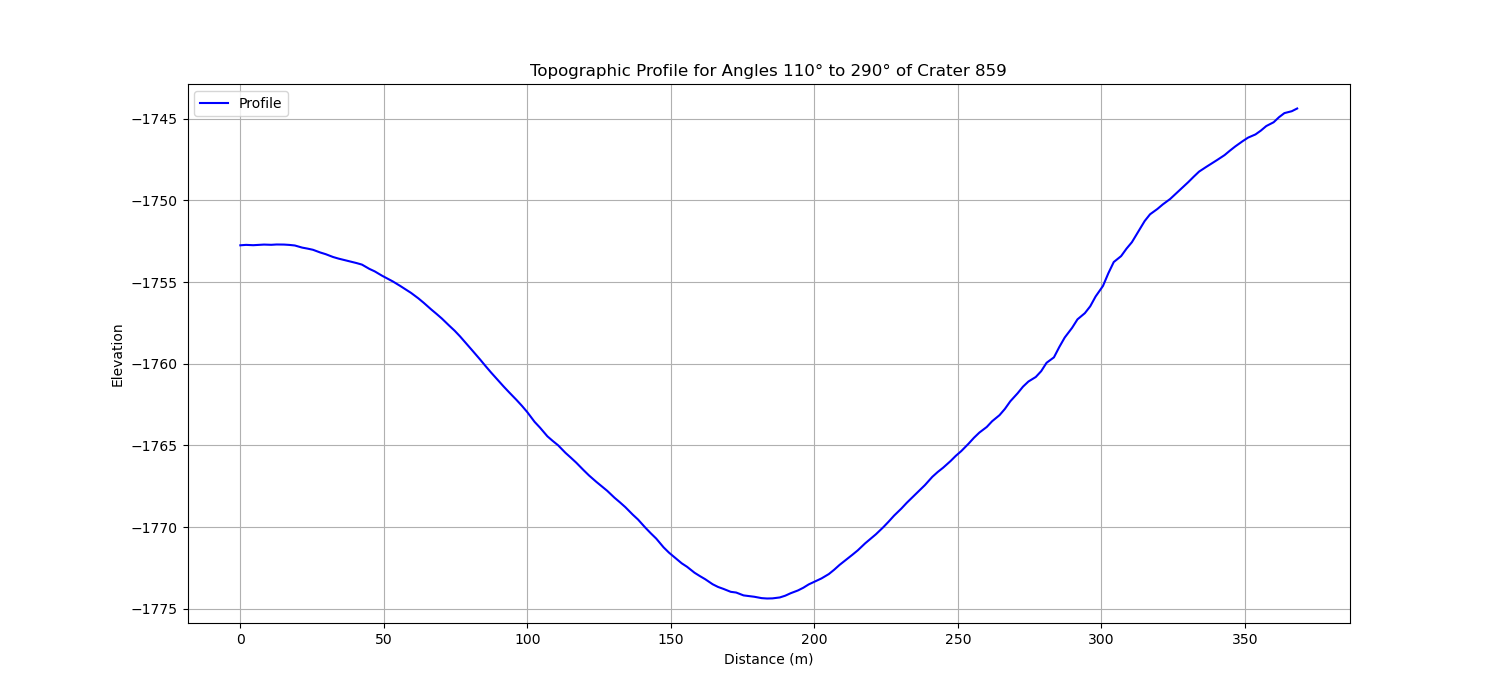 Topographic Profile for Angles 110° to 290° of Crater 859
Profile
−1745
−1750
−1755
−1760
−1765
−1770
−1775
Elevation
0 50 100 150 200 250 300 350
Distance (m)